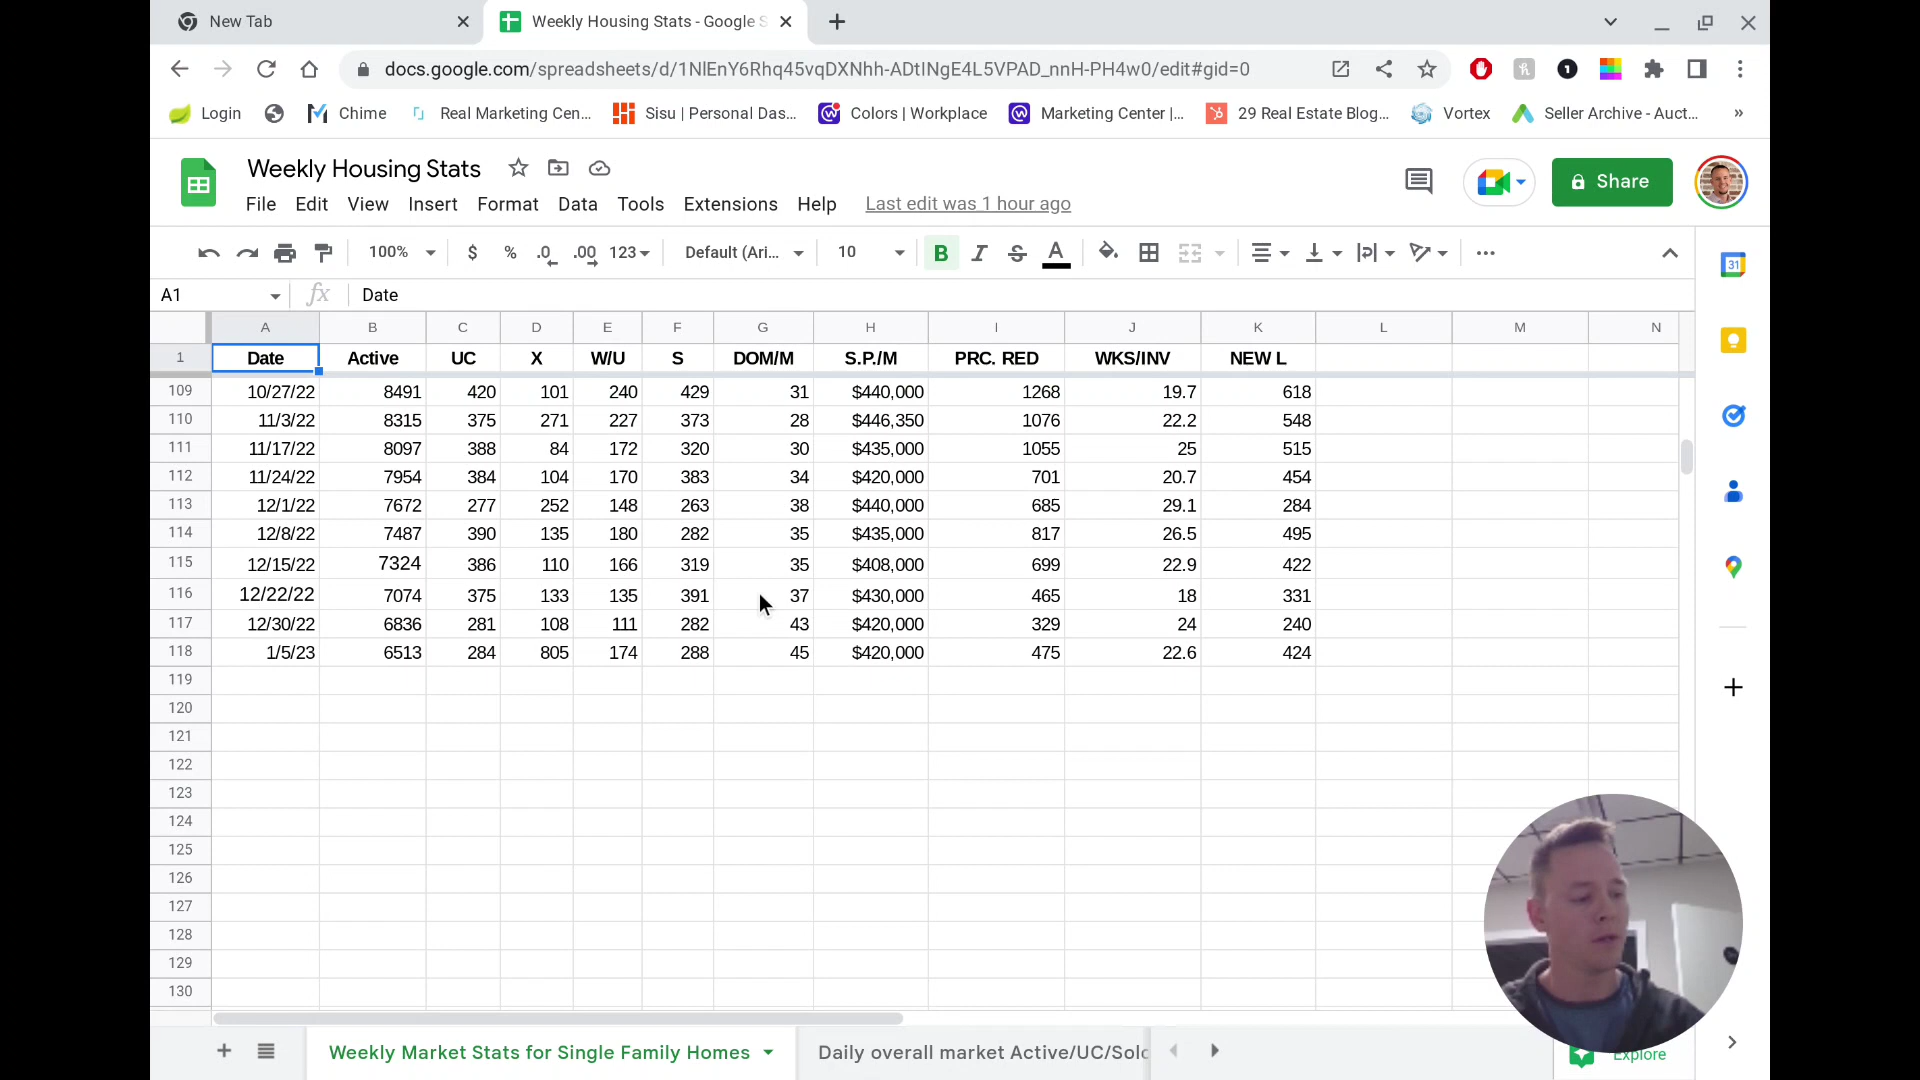 New Tab
Weekly Housing Stats - Google S
docs.google.com/spreadsheets/d/1NlEnY6Rhq45vqDXNhh-ADtINgE4L5VPAD_nnH-PH4w0/edit#gid=0
Login Chime Real Marketing Cen... Sisu | Personal Das... Colors | Workplace Marketing Center |... 29 Real Estate Blog... Vortex Seller Archive - Auct... »
Weekly Housing Stats
File Edit View Insert Format Data Tools Extensions Help Last edit was 1 hour ago
Share
100% $ % .0 .00 123 Default (Ari... 10 B I S A
31
A1 fx Date
A B C D E F G H I J K L M N
1 Date Active UC X W/U S DOM/M S.P./M PRC. RED WKS/INV NEW L
109 10/27/22 8491 420 101 240 429 31 $440,000 1268 19.7 618
110 11/3/22 8315 375 271 227 373 28 $446,350 1076 22.2 548
111 11/17/22 8097 388 84 172 320 30 $435,000 1055 25 515
112 11/24/22 7954 384 104 170 383 34 $420,000 701 20.7 454
113 12/1/22 7672 277 252 148 263 38 $440,000 685 29.1 284
114 12/8/22 7487 390 135 180 282 35 $435,000 817 26.5 495
115 12/15/22 7324 386 110 166 319 35 $408,000 699 22.9 422
116 12/22/22 7074 375 133 135 391 37 $430,000 465 18 331
117 12/30/22 6836 281 108 111 282 43 $420,000 329 24 240
118 1/5/23 6513 284 805 174 288 45 $420,000 475 22.6 424
119
120
121
122
123
124
125
126
127
128
129
130
Weekly Market Stats for Single Family Homes Daily overall market Active/UC/Solc
Explore